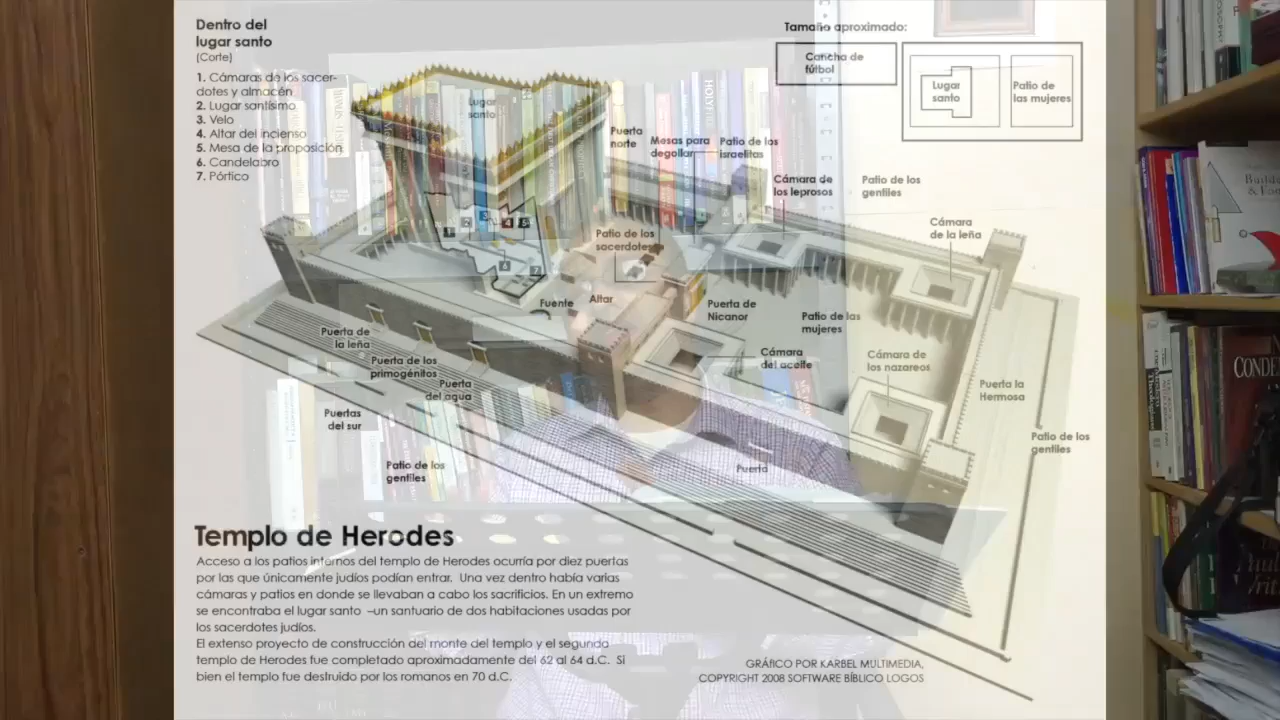 Dentro del
lugar santo
(Corte)
1. Cámaras de los sacer-
dotes y almacén
2. Lugar santísimo
3. Velo
4. Altar del incienso
5. Mesa de la proposición
6. Candelabro
7. Pórtico
Tamaño aproximado:
Cancha de
fútbol
Lugar
santo
Patio de
las mujeres
Lugar
santo
Puerta
norte
Mesas para
degollar
Patio de los
israelitas
Cámara de
los leprosos
Patio de los
gentiles
Cámara
de la leña
Patio de los
sacerdotes
Fuente
Altar
Puerta de
Nicanor
Patio de las
mujeres
Puerta de
la leña
Puerta de los
primogénitos
Puerta
del agua
Cámara
del aceite
Cámara de
los nazareos
Puerta la
Hermosa
Puertas
del sur
Patio de los
gentiles
Patio de los
gentiles
Puerta
Templo de Herodes
Acceso a los patios internos del templo de Herodes ocurría por diez puertas
por las que únicamente judíos podían entrar. Una vez dentro había varias
cámaras y patios en donde se llevaban a cabo los sacrificios. En un extremo
se encontraba el lugar santo –un santuario de dos habitaciones usadas por
los sacerdotes judíos.
El extenso proyecto de construcción del monte del templo y el segundo
templo de Herodes fue completado aproximadamente del 62 al 64 d.C. Si
bien el templo fue destruido por los romanos en 70 d.C.
GRÁFICO POR KARBEL MULTIMEDIA,
COPYRIGHT 2008 SOFTWARE BÍBLICO LOGOS